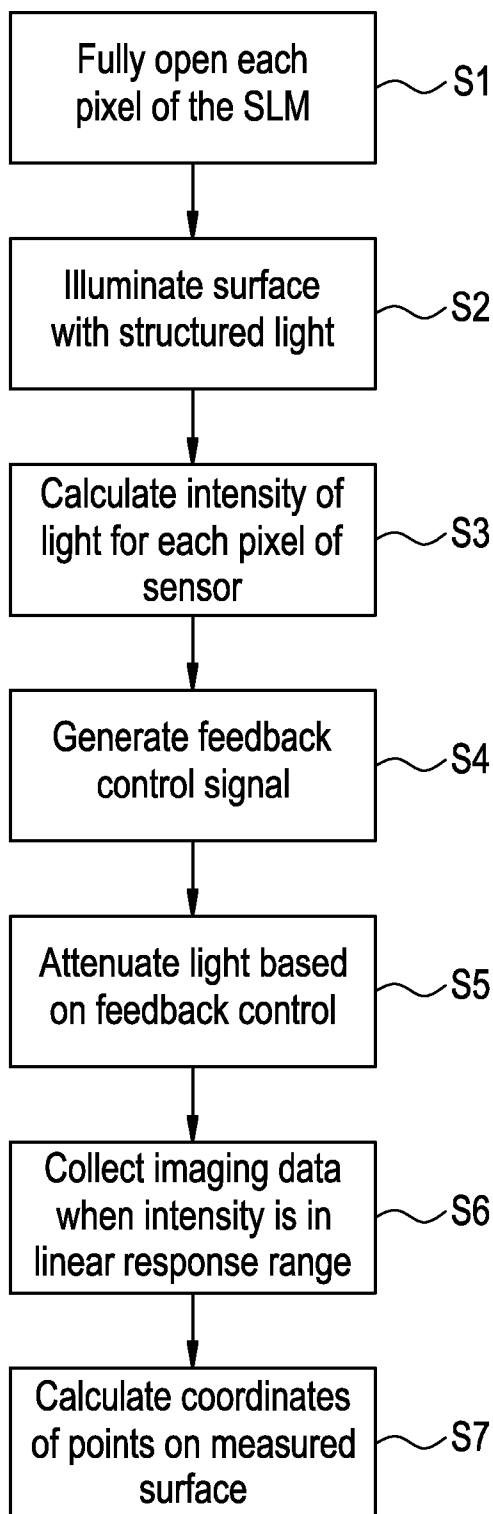 Fully open each
pixel of the SLM
S1
Illuminate surface
with structured light
S2
Calculate intensity of
light for each pixel of
sensor
S3
Generate feedback
control signal
S4
Attenuate light based
on feedback control
S5
Collect imaging data
when intensity is in
linear response range
S6
Calculate coordinates
of points on measured
surface
S7